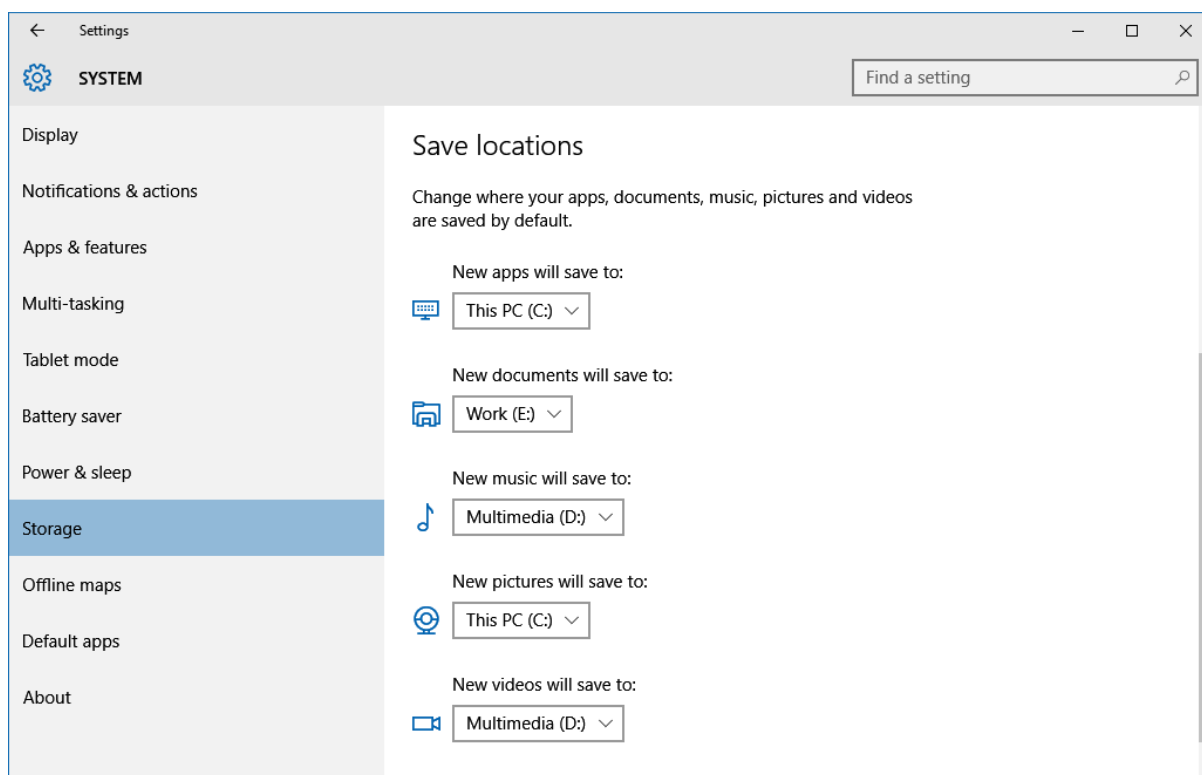 Settings
SYSTEM
Find a setting
Display
Notifications & actions
Apps & features
Multi-tasking
Tablet mode
Battery saver
Power & sleep
Storage
Offline maps
Default apps
About
Save locations
Change where your apps, documents, music, pictures and videos
are saved by default.
New apps will save to:
This PC (C:)
New documents will save to:
Work (E:)
New music will save to:
Multimedia (D:)
New pictures will save to:
This PC (C:)
New videos will save to:
Multimedia (D:)